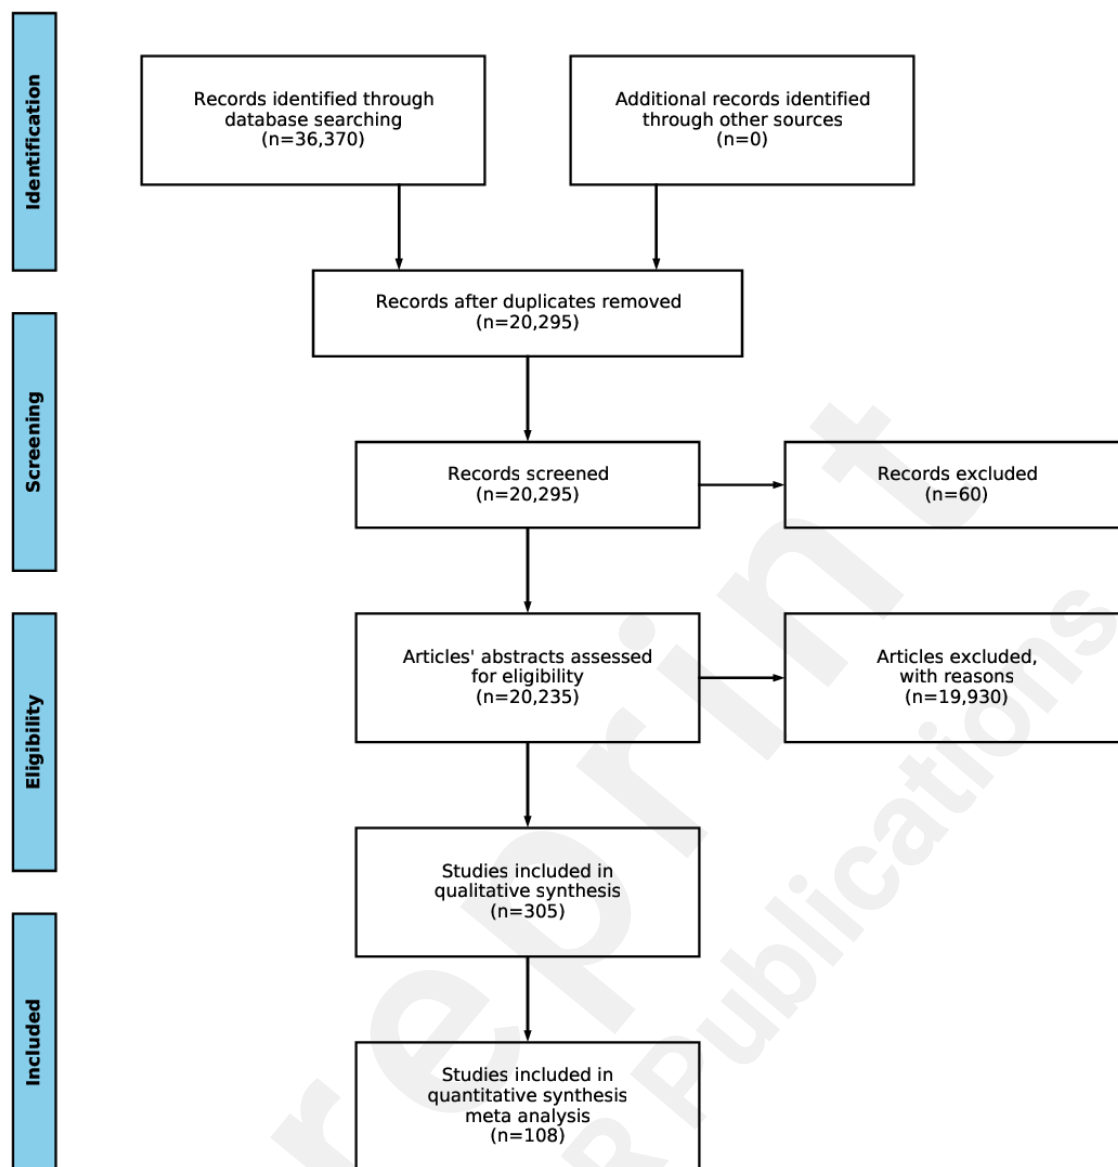 Identification
Records identified through
database searching
(n=36,370)
Additional records identified
through other sources
(n=0)
Records after duplicates removed
(n=20,295)
Screening
Records screened
(n=20,295)
Records excluded
(n=60)
Eligibility
Articles' abstracts assessed
for eligibility
(n=20,235)
Articles excluded,
with reasons
(n=19,930)
Studies included in
qualitative synthesis
(n=305)
Included
Studies included in
quantitative synthesis
meta analysis
(n=108)
reprint
R Publications